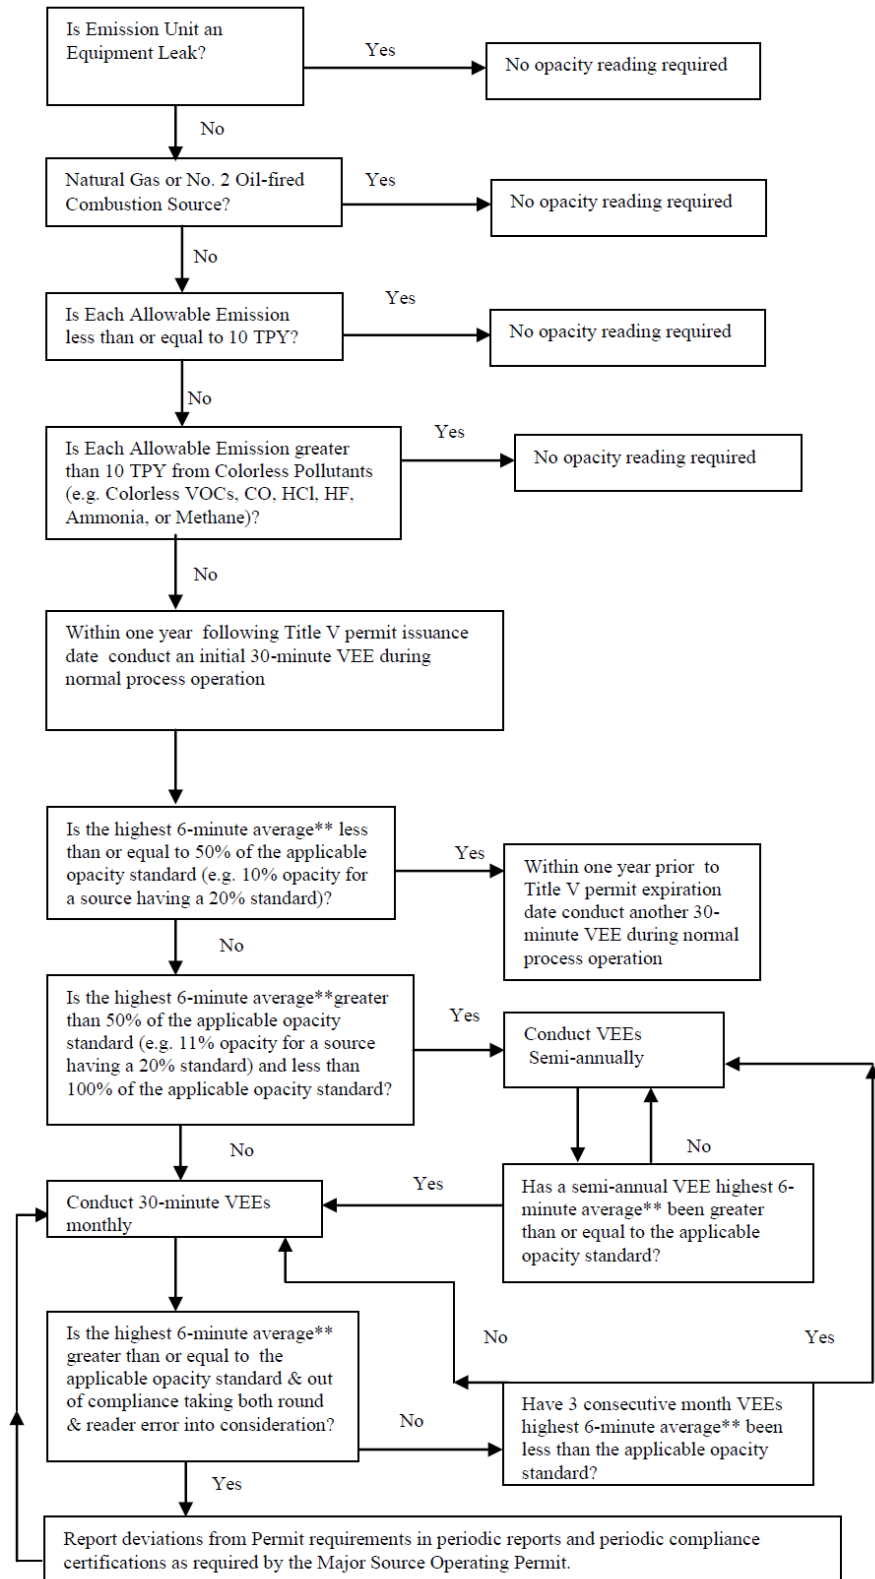 Is Emission Unit an
Equipment Leak?
Yes
No opacity reading required
No
Natural Gas or No. 2 Oil-fired
Combustion Source?
Yes
No opacity reading required
No
Is Each Allowable Emission
less than or equal to 10 TPY?
Yes
No opacity reading required
No
Is Each Allowable Emission greater
than 10 TPY from Colorless Pollutants
(e.g. Colorless VOCs, CO, HCl, HF,
Ammonia, or Methane)?
Yes
No opacity reading required
No
Within one year following Title V permit issuance
date conduct an initial 30-minute VEE during
normal process operation
Is the highest 6-minute average** less
than or equal to 50% of the applicable
opacity standard (e.g. 10% opacity for
a source having a 20% standard)?
Yes
Within one year prior to
Title V permit expiration
date conduct another 30-
minute VEE during normal
process operation
No
Is the highest 6-minute average**greater
than 50% of the applicable opacity
standard (e.g. 11% opacity for a source
having a 20% standard) and less than
100% of the applicable opacity standard?
Yes
Conduct VEEs
Semi-annually
No
No
Conduct 30-minute VEEs
monthly
Yes
Has a semi-annual VEE highest 6-
minute average** been greater
than or equal to the applicable
opacity standard?
Is the highest 6-minute average**
greater than or equal to the
applicable opacity standard & out
of compliance taking both round
& reader error into consideration?
No
Yes
No
Have 3 consecutive month VEEs
highest 6-minute average** been
less than the applicable opacity
standard?
Yes
Report deviations from Permit requirements in periodic reports and periodic compliance
certifications as required by the Major Source Operating Permit.